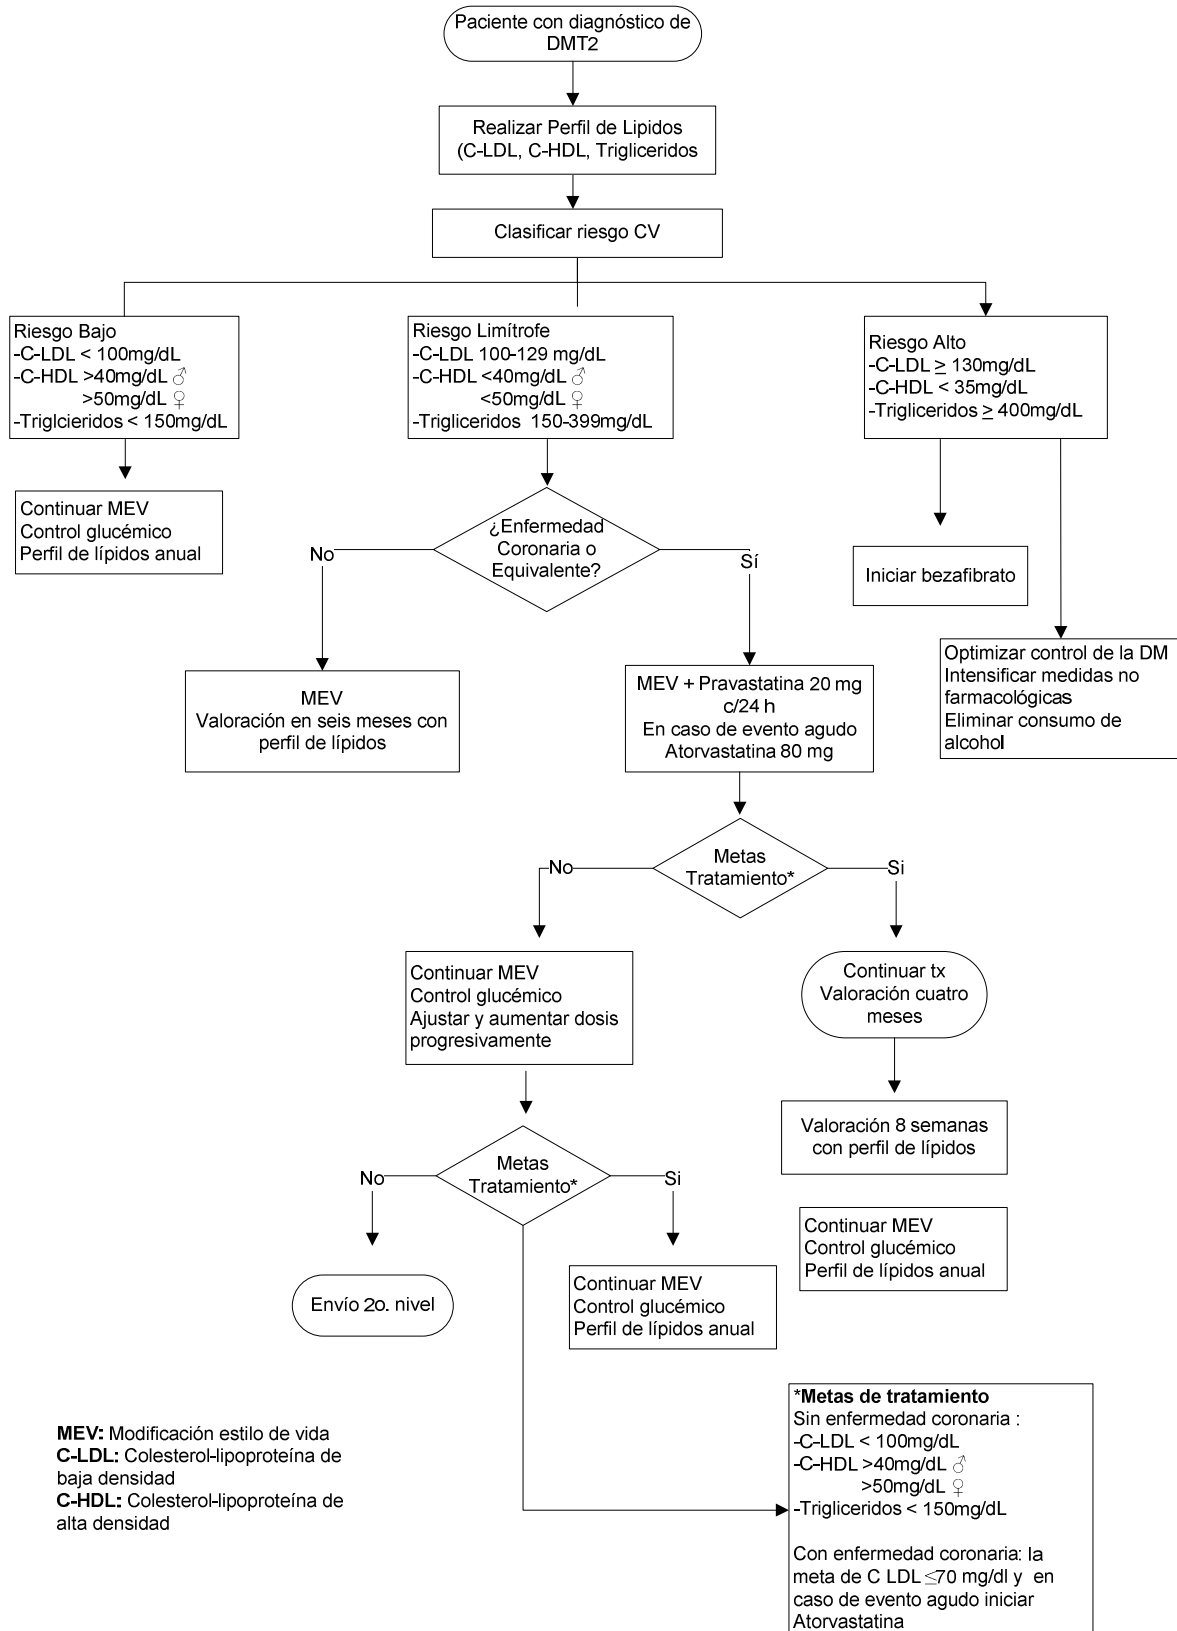 Paciente con diagnóstico de
DMT2
Realizar Perfil de Lipidos
(C-LDL, C-HDL, Trigliceridos
Clasificar riesgo CV
Riesgo Bajo
-C-LDL < 100mg/dL
-C-HDL >40mg/dL ♂
>50mg/dL ♀
-Triglcieridos < 150mg/dL
Riesgo Limítrofe
-C-LDL 100-129 mg/dL
-C-HDL <40mg/dL ♂
<50mg/dL ♀
-Trigliceridos 150-399mg/dL
Riesgo Alto
-C-LDL ≥ 130mg/dL
-C-HDL < 35mg/dL
-Trigliceridos ≥ 400mg/dL
Continuar MEV
Control glucémico
Perfil de lípidos anual
¿Enfermedad
Coronaria o
Equivalente?
No
Sí
Iniciar bezafibrato
Optimizar control de la DM
Intensificar medidas no
farmacológicas
Eliminar consumo de
alcohol
MEV
Valoración en seis meses con
perfil de lípidos
MEV + Pravastatina 20 mg
c/24 h
En caso de evento agudo
Atorvastatina 80 mg
Metas
Tratamiento*
No
Si
Continuar MEV
Control glucémico
Ajustar y aumentar dosis
progresivamente
Continuar tx
Valoración cuatro
meses
Valoración 8 semanas
con perfil de lípidos
Metas
Tratamiento*
No
Si
Continuar MEV
Control glucémico
Perfil de lípidos anual
Envío 2o. nivel
Continuar MEV
Control glucémico
Perfil de lípidos anual
*Metas de tratamiento
Sin enfermedad coronaria :
-C-LDL < 100mg/dL
-C-HDL >40mg/dL ♂
>50mg/dL ♀
-Trigliceridos < 150mg/dL
Con enfermedad coronaria: la
meta de C LDL ≤70 mg/dl y en
caso de evento agudo iniciar
Atorvastatina
MEV: Modificación estilo de vida
C-LDL: Colesterol-lipoproteína de
baja densidad
C-HDL: Colesterol-lipoproteína de
alta densidad